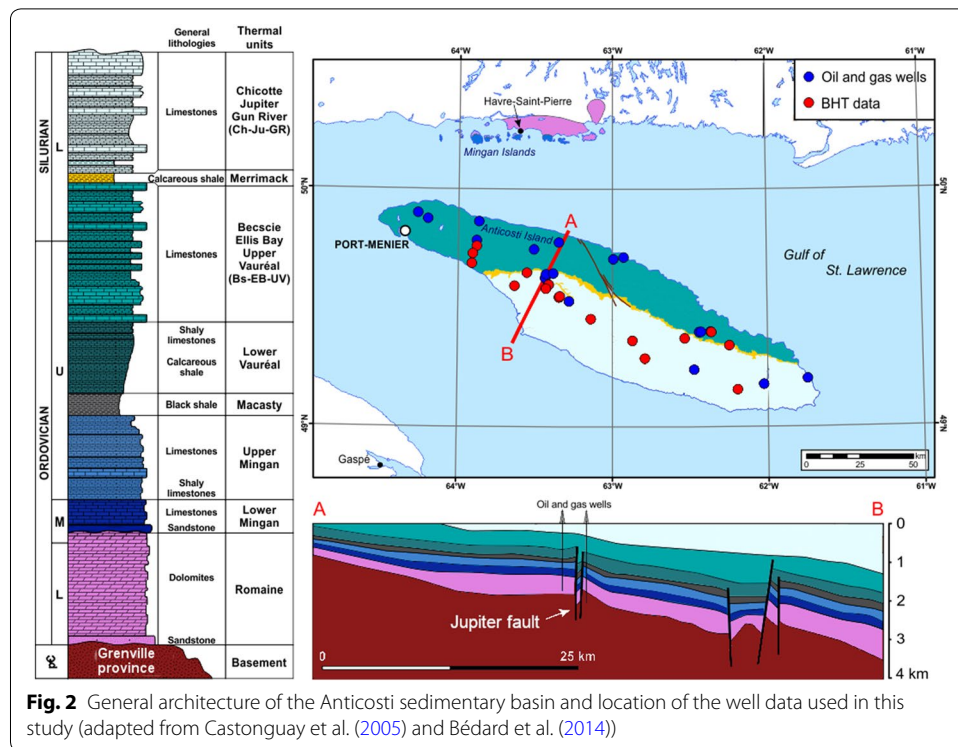 General lithologies
Thermal units
SILURIAN
L
Limestones
Chicotte
Jupiter
Gun River
(Ch-Ju-GR)
Calcareous shale
Merrimack
Limestones
Becscie
Ellis Bay
Upper
Vauréal
(Bs-EB-UV)
ORDOVICIAN
U
Shaly
limestones
Calcareous
shale
Lower
Vauréal
Black shale
Macasty
Limestones
Shaly
limestones
Upper
Mingan
M
Limestones
Sandstone
Lower
Mingan
L
Dolomites
Sandstone
Romaine
Grenville
province
Basement
64°W
63°W
62°W
61°W
Oil and gas wells
BHT data
Havre-Saint-Pierre
Mingan Islands
50°N
50°N
PORT-MENIER
Anticosti Island
A
B
Gulf of
St. Lawrence
49°N
49°N
Gaspé
0 25 50
km
64°W
63°W
62°W
61°W
A
Oil and gas wells
B
0
1
2
3
4 km
Jupiter fault
0
25 km
Fig. 2 General architecture of the Anticosti sedimentary basin and location of the well data used in this
study (adapted from Castonguay et al. (2005) and Bédard et al. (2014))